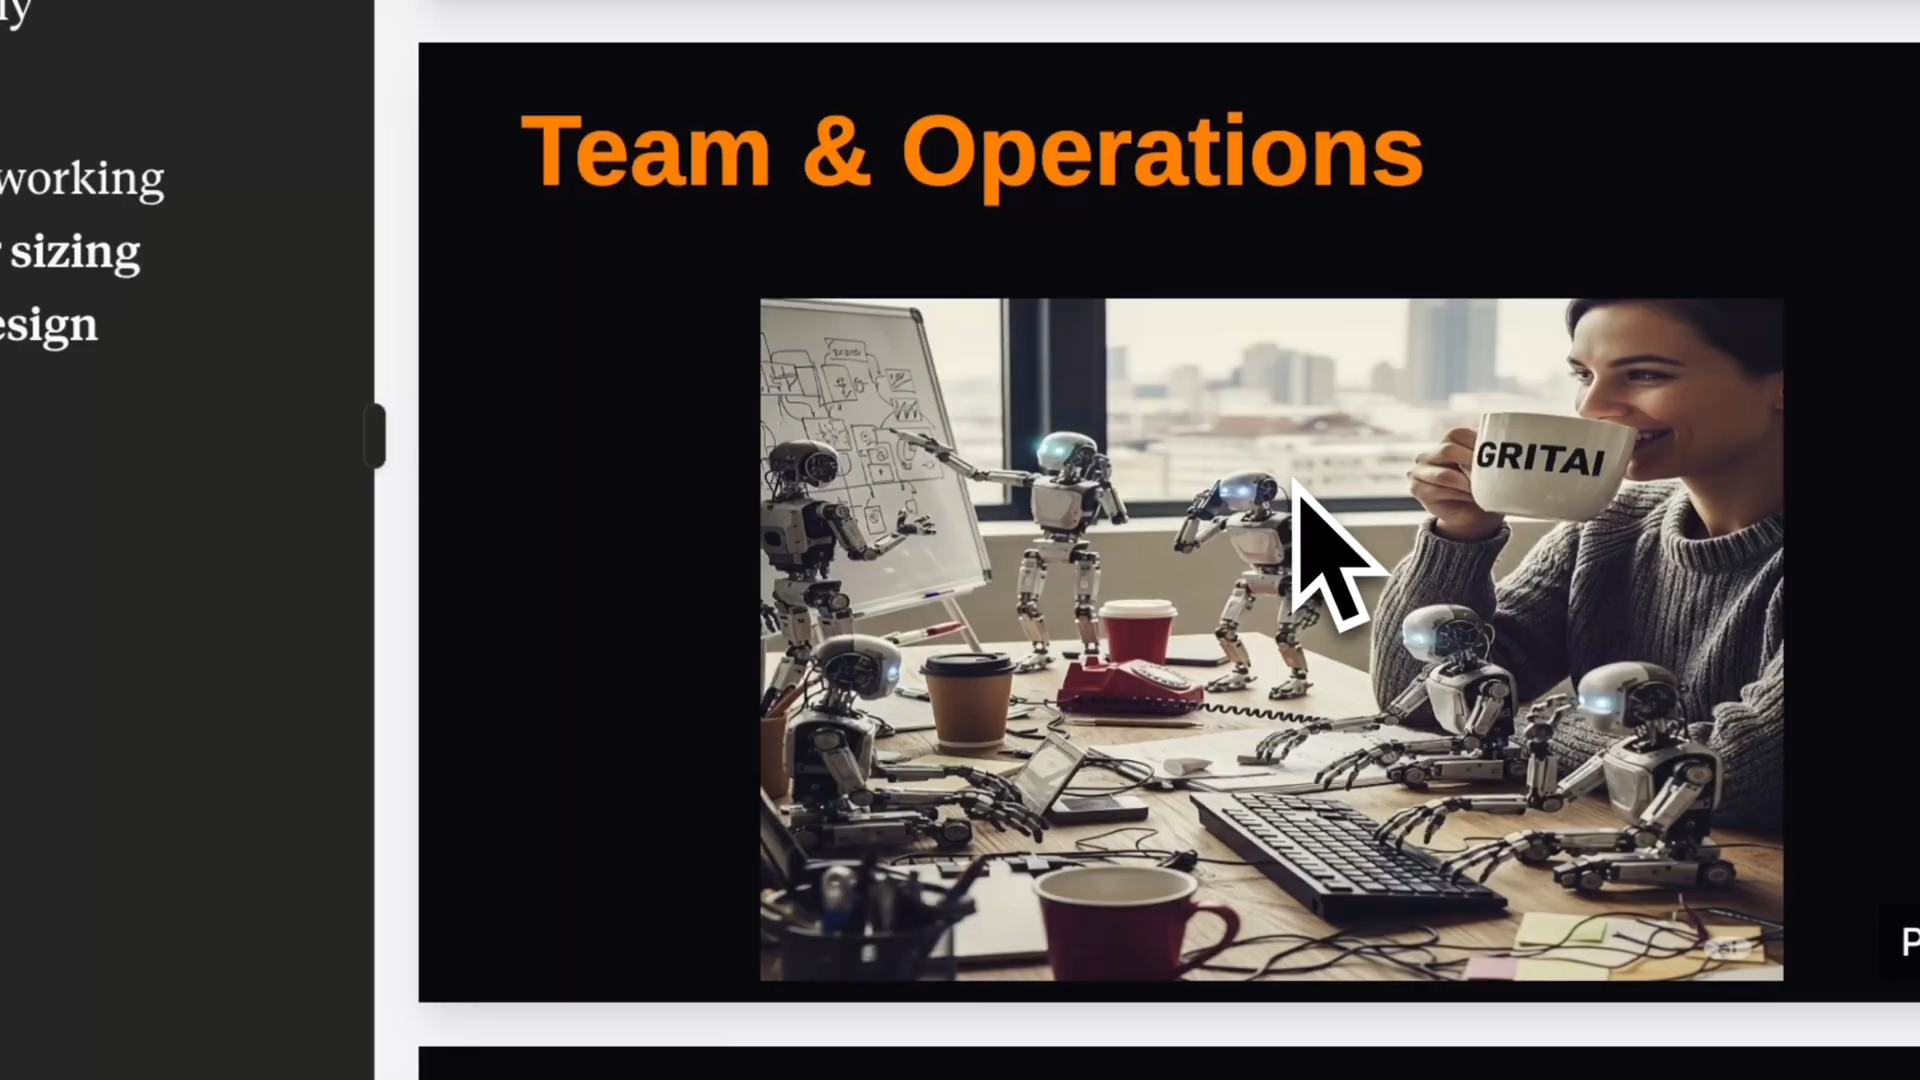 working
sizing
esign
Team & Operations
GRITAI
P